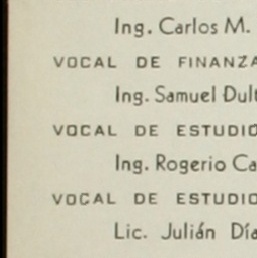 Ing. Carlos M.
VOCAL DE FINANZA
Ing. Samuel Dul
VOCAL DE ESTUDIO
Ing. Rogerio Ca
VOCAL DE ESTUDIO
Lic. Julián Día